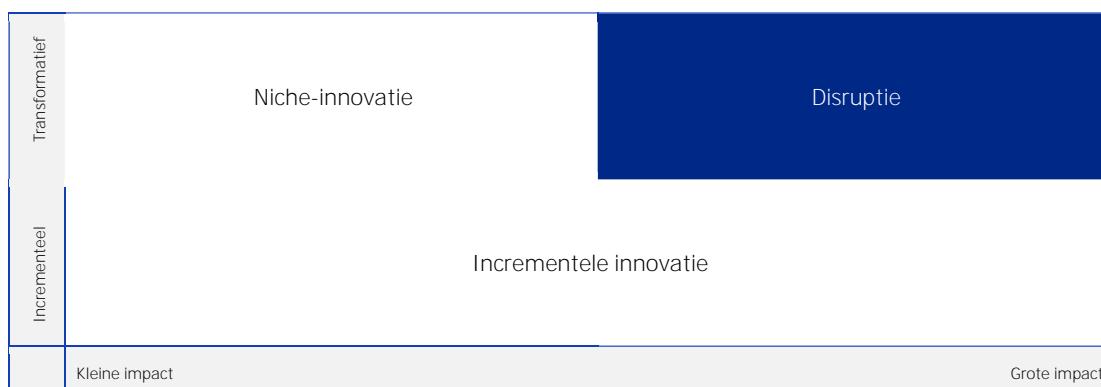 Transformatief
Niche-innovatie
Disruptie
Incrementeel
Incrementele innovatie
Kleine impact
Grote impact